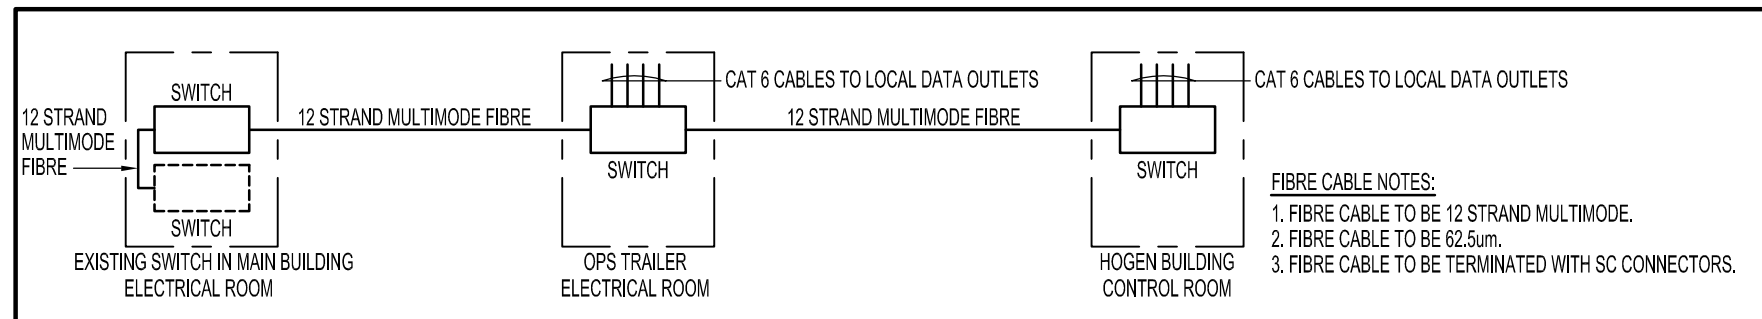 12 STRAND
MULTIMODE
FIBRE
SWITCH
SWITCH
EXISTING SWITCH IN MAIN BUILDING
ELECTRICAL ROOM
12 STRAND MULTIMODE FIBRE
CAT 6 CABLES TO LOCAL DATA OUTLETS
SWITCH
OPS TRAILER
ELECTRICAL ROOM
12 STRAND MULTIMODE FIBRE
CAT 6 CABLES TO LOCAL DATA OUTLETS
SWITCH
HOGEN BUILDING
CONTROL ROOM
FIBRE CABLE NOTES:
1. FIBRE CABLE TO BE 12 STRAND MULTIMODE.
2. FIBRE CABLE TO BE 62.5um.
3. FIBRE CABLE TO BE TERMINATED WITH SC CONNECTORS.